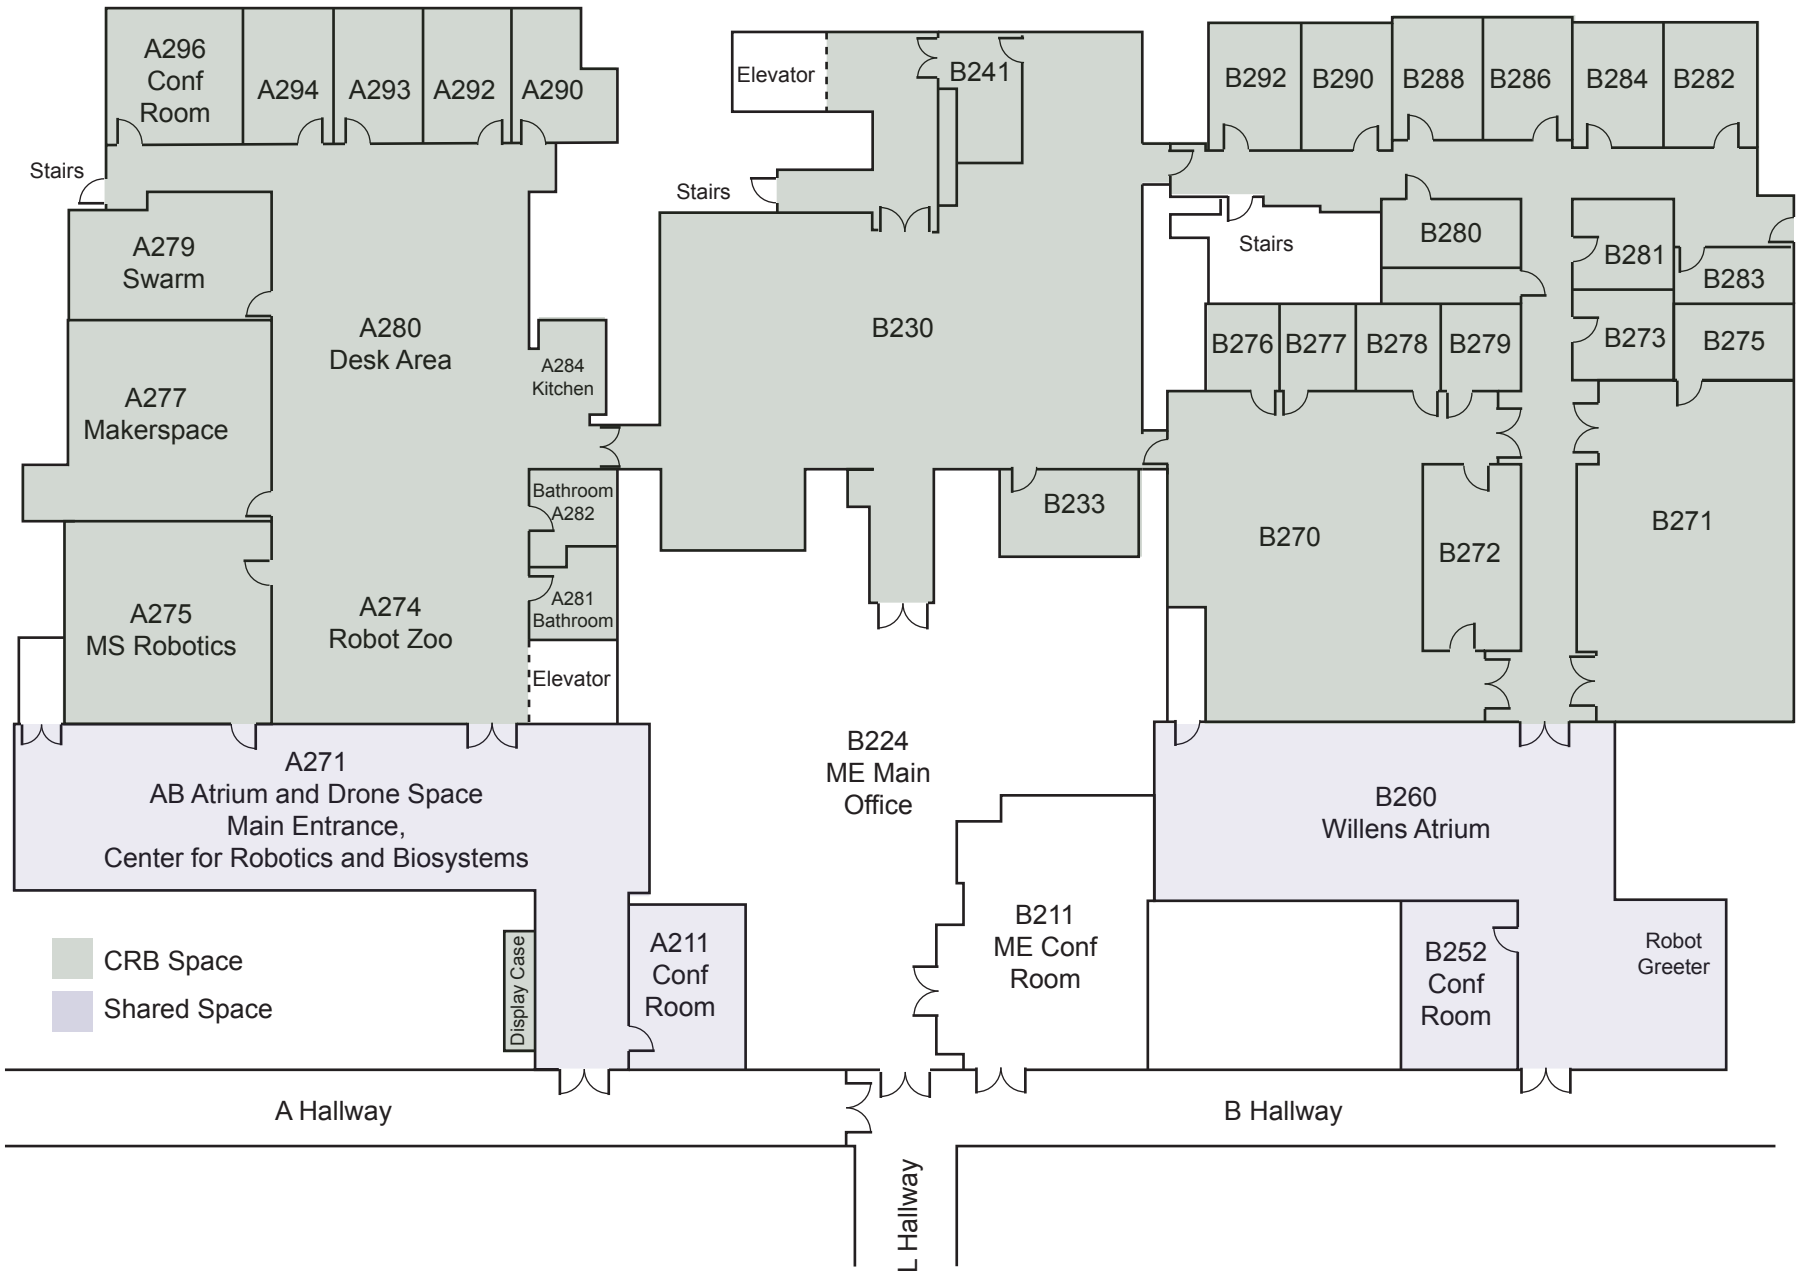 A296
Conf
Room
A294
A293
A292
A290
Elevator
B241
B292
B290
B288
B286
B284
B282
Stairs
Stairs
A279
Swarm
Stairs
B280
B281
B283
A280
Desk Area
B230
A284
Kitchen
B276
B277
B278
B279
B273
B275
A277
Makerspace
Bathroom
A282
B233
B270
B272
B271
A275
MS Robotics
A274
Robot Zoo
A281
Bathroom
Elevator
A271
AB Atrium and Drone Space
Main Entrance,
Center for Robotics and Biosystems
B224
ME Main
Office
B260
Willens Atrium
CRB Space
Shared Space
Display Case
A211
Conf
Room
B211
ME Conf
Room
B252
Conf
Room
Robot
Greeter
A Hallway
B Hallway
L Hallway